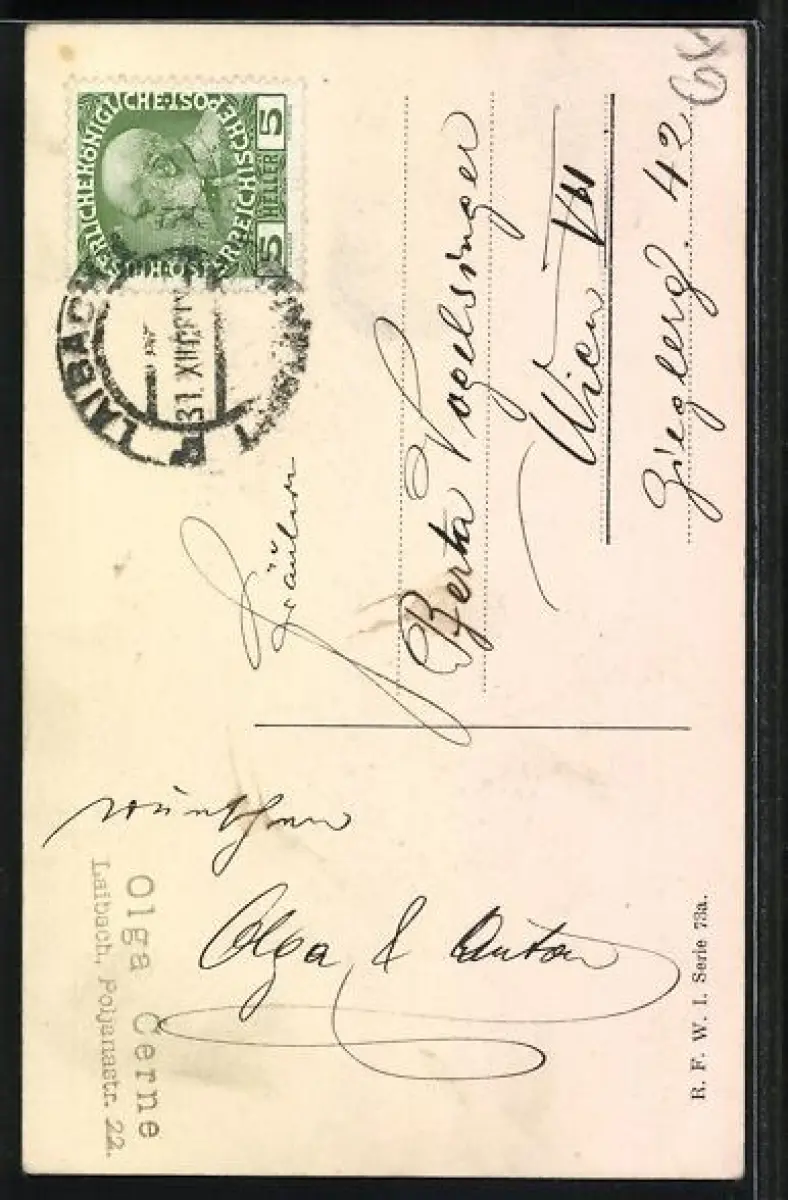 KAISERLICHE KÖNIGLICHE POST
ÖSTERREICHISCHE
5 HELLER 5
LAIBACH
31. XII
Fräulein
Berta Vogelsinger
Wien VII
Zieglerg. 42
wünschen
Olga & Anton
Olga Cerne
Laibach, Poljanastr. 22.
R. F. W. I. Serie 73a.